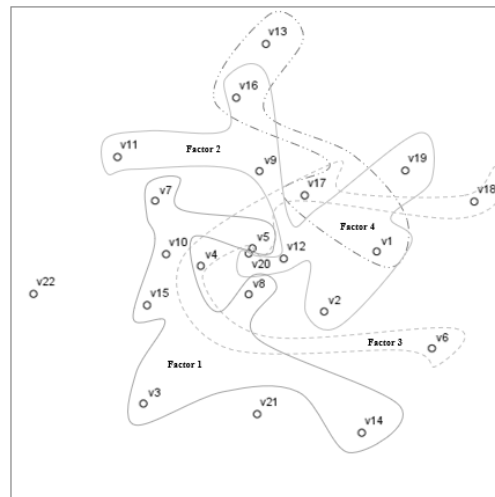 v13
v16
v11
Factor 2
v9
v19
v7
v17
v18
Factor 4
v5
v1
v10
v4
v12
v20
v22
v15
v8
v2
Factor 3
v6
Factor 1
v3
v21
v14